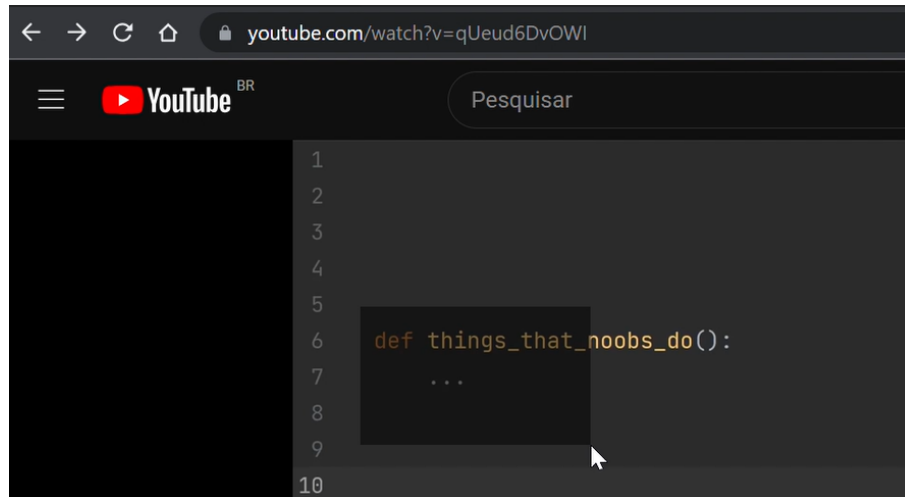 youtube.com/watch?v=qUeud6DvOWI
YouTube BR
Pesquisar
1
2
3
4
5
6 def things_that_noobs_do():
7 ...
8
9
10